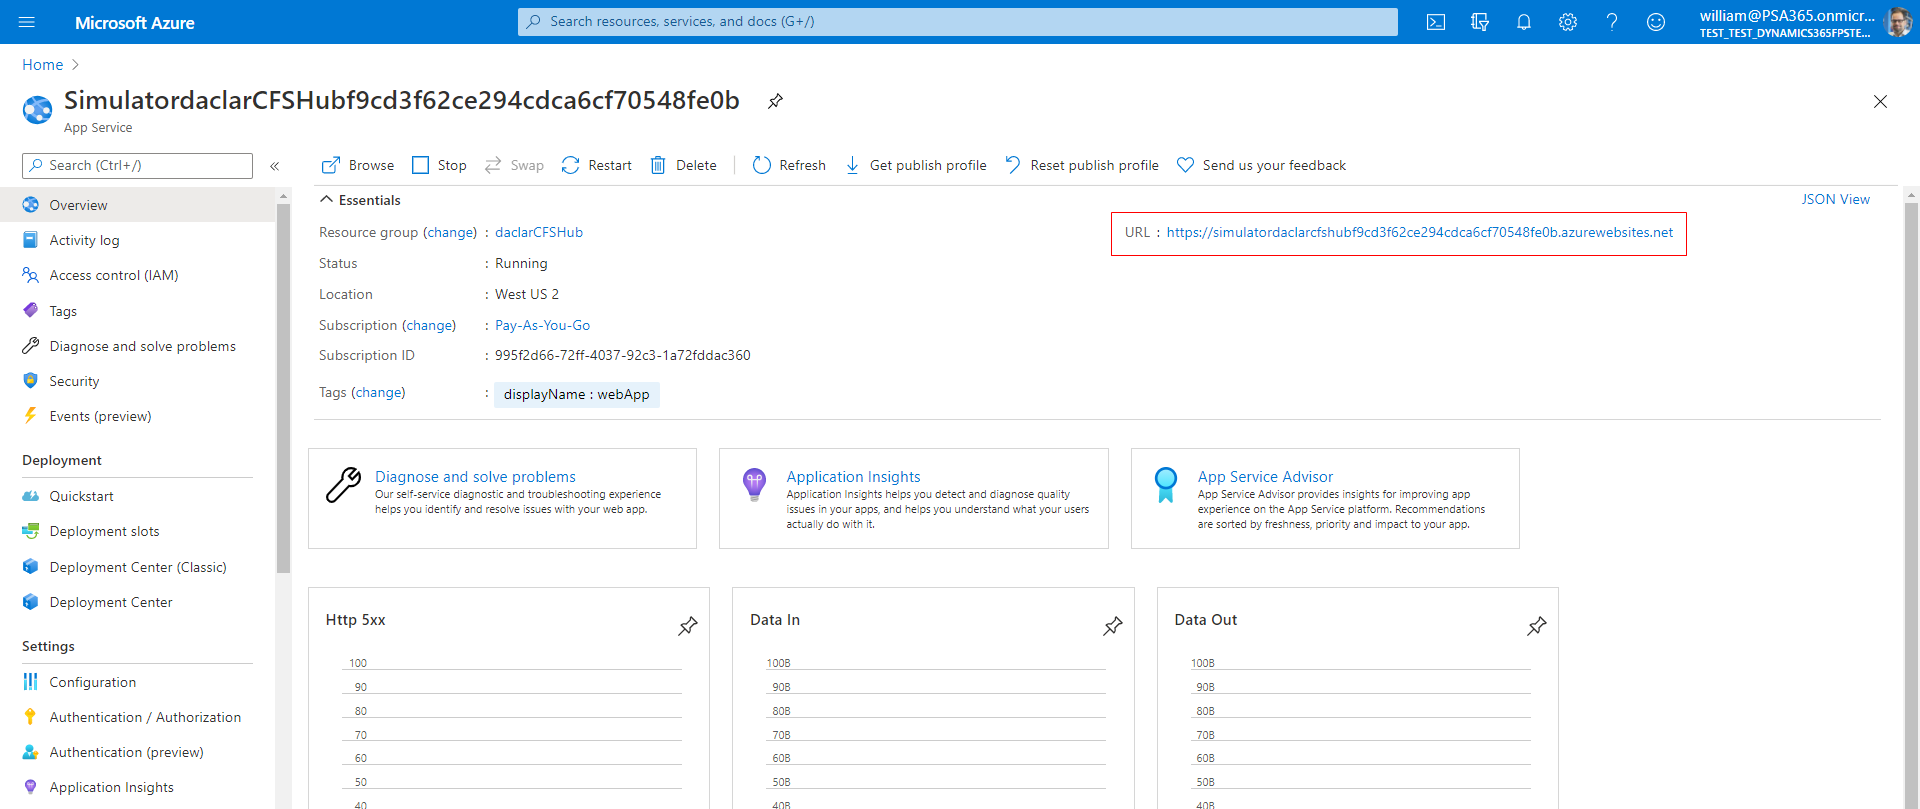 Microsoft Azure
Search resources, services, and docs (G+/)
william@PSA365.onmicr...
TEST_TEST_DYNAMICS365FPSTE...
Home
SimulatordaclarCFSHubf9cd3f62ce294cdca6cf70548fe0b
App Service
Search (Ctrl+/)
Browse Stop Swap Restart Delete Refresh Get publish profile Reset publish profile Send us your feedback
Overview
Activity log
Access control (IAM)
Tags
Diagnose and solve problems
Security
Events (preview)
Deployment
Quickstart
Deployment slots
Deployment Center (Classic)
Deployment Center
Settings
Configuration
Authentication / Authorization
Authentication (preview)
Application Insights
Essentials
JSON View
Resource group (change) : daclarCFSHub
Status : Running
Location : West US 2
Subscription (change) : Pay-As-You-Go
Subscription ID : 995f2d66-72ff-4037-92c3-1a72fddac360
Tags (change) : displayName : webApp
URL : https://simulatordaclarcfshubf9cd3f62ce294cdca6cf70548fe0b.azurewebsites.net
Diagnose and solve problems
Our self-service diagnostic and troubleshooting experience
helps you identify and resolve issues with your web app.
Application Insights
Application Insights helps you detect and diagnose quality
issues in your apps, and helps you understand what your users
actually do with it.
App Service Advisor
App Service Advisor provides insights for improving app
experience on the App Service platform. Recommendations
are sorted by freshness, priority and impact to your app.
Http 5xx
100
90
80
70
60
50
40
Data In
100B
90B
80B
70B
60B
50B
40B
Data Out
100B
90B
80B
70B
60B
50B
40B